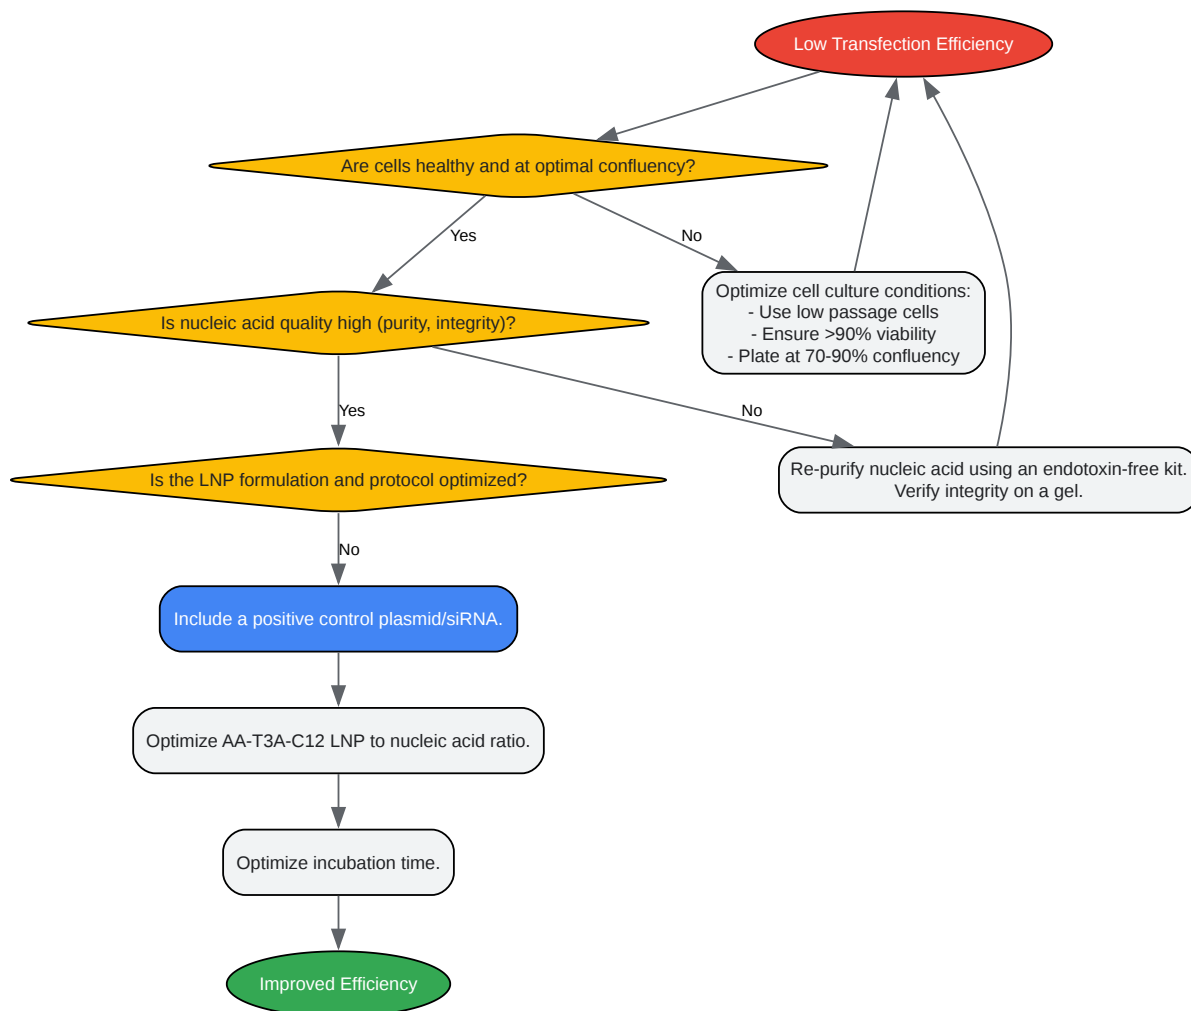 Low Transfection Efficiency
Are cells healthy and at optimal confluency?
Yes
No
Optimize cell culture conditions:
- Use low passage cells
- Ensure >90% viability
- Plate at 70-90% confluency
Is nucleic acid quality high (purity, integrity)?
Yes
No
Re-purify nucleic acid using an endotoxin-free kit.
Verify integrity on a gel.
Is the LNP formulation and protocol optimized?
No
Include a positive control plasmid/siRNA.
Optimize AA-T3A-C12 LNP to nucleic acid ratio.
Optimize incubation time.
Improved Efficiency